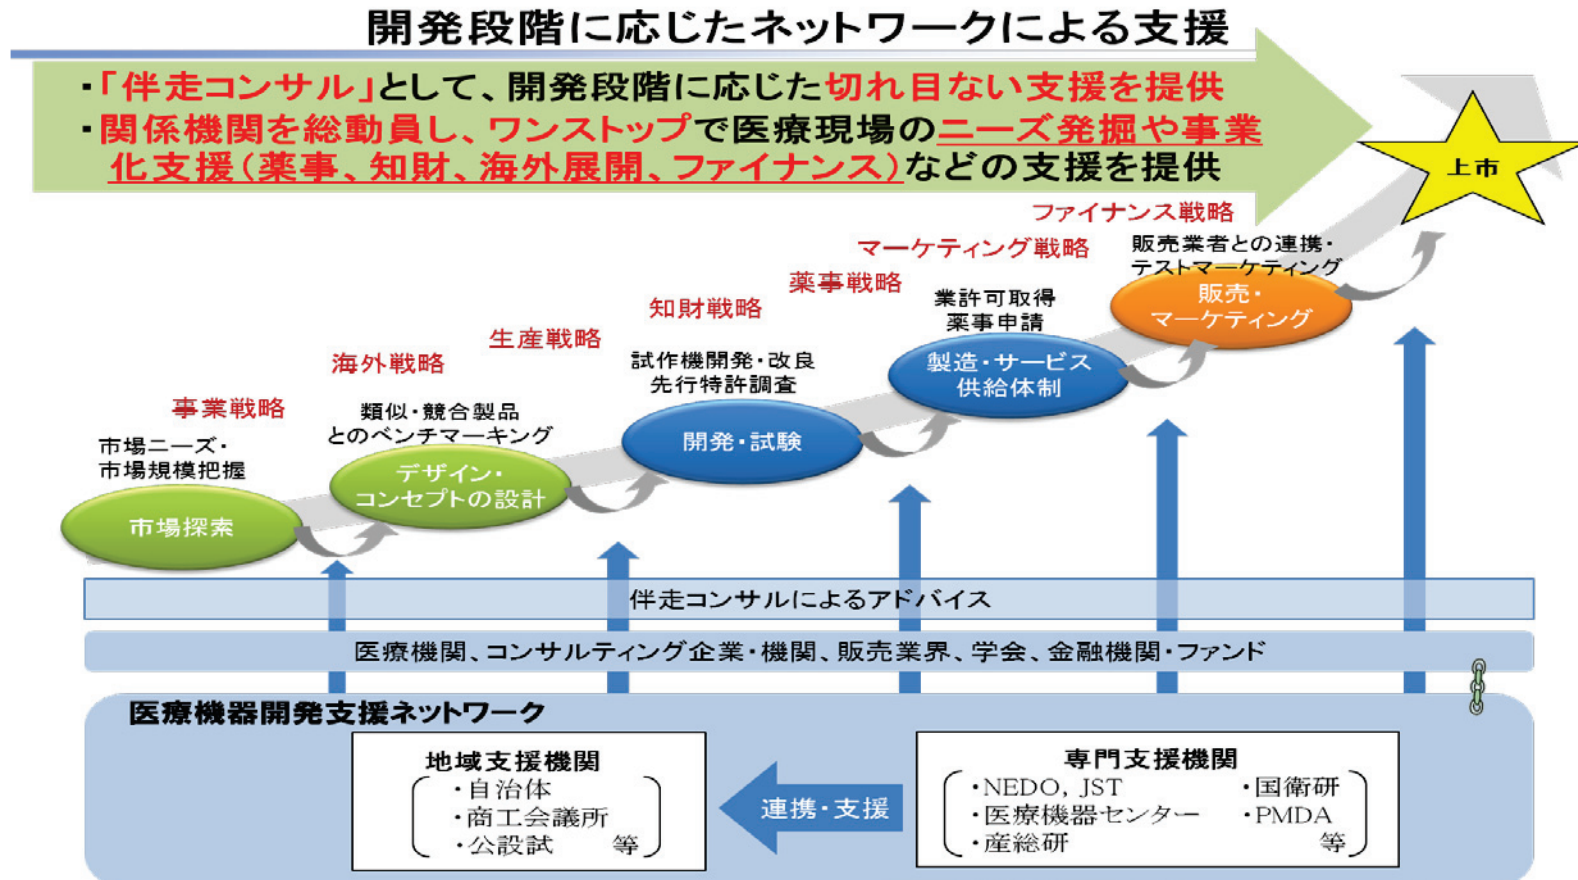 開発段階に応じたネットワークによる支援
・「伴走コンサル」として、開発段階に応じた切れ目ない支援を提供
・関係機関を総動員し、ワンストップで医療現場のニーズ発掘や事業
化支援(薬事、知財、海外展開、ファイナンス)などの支援を提供
上市
ファイナンス戦略
マーケティング戦略
薬事戦略
知財戦略
生産戦略
海外戦略
事業戦略
市場ニーズ・
市場規模把握
市場探索
類似・競合製品
とのベンチマーキング
デザイン・
コンセプトの設計
試作機開発・改良
先行特許調査
開発・試験
業許可取得
薬事申請
製造・サービス
供給体制
販売業者との連携・
テストマーケティング
販売・
マーケティング
伴走コンサルによるアドバイス
医療機関、コンサルティング企業・機関、販売業界、学会、金融機関・ファンド
医療機器開発支援ネットワーク
地域支援機関
・自治体
・商工会議所
・公設試 等
連携・支援
専門支援機関
・NEDO, JST ・国衛研
・医療機器センター ・PMDA
・産総研 等